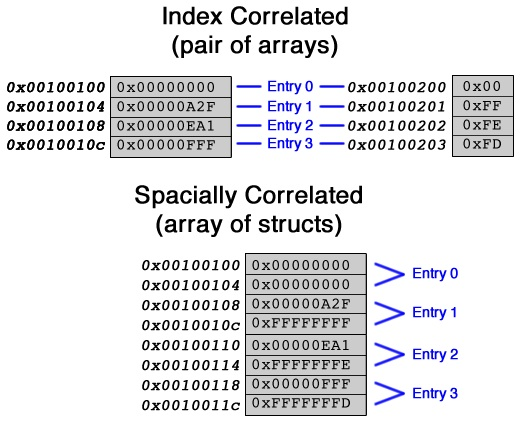 Index Correlated
(pair of arrays)
0x00100100 0x00000000 Entry 0 0x00100200 0x00
0x00100104 0x00000A2F Entry 1 0x00100201 0xFF
0x00100108 0x00000EA1 Entry 2 0x00100202 0xFE
0x0010010c 0x00000FFF Entry 3 0x00100203 0xFD
Spacially Correlated
(array of structs)
0x00100100 0x00000000
Entry 0
0x00100104 0x00000000
0x00100108 0x00000A2F
Entry 1
0x0010010c 0xFFFFFFFF
0x00100110 0x00000EA1
Entry 2
0x00100114 0xFFFFFFFE
0x00100118 0x00000FFF
Entry 3
0x0010011c 0xFFFFFFFD